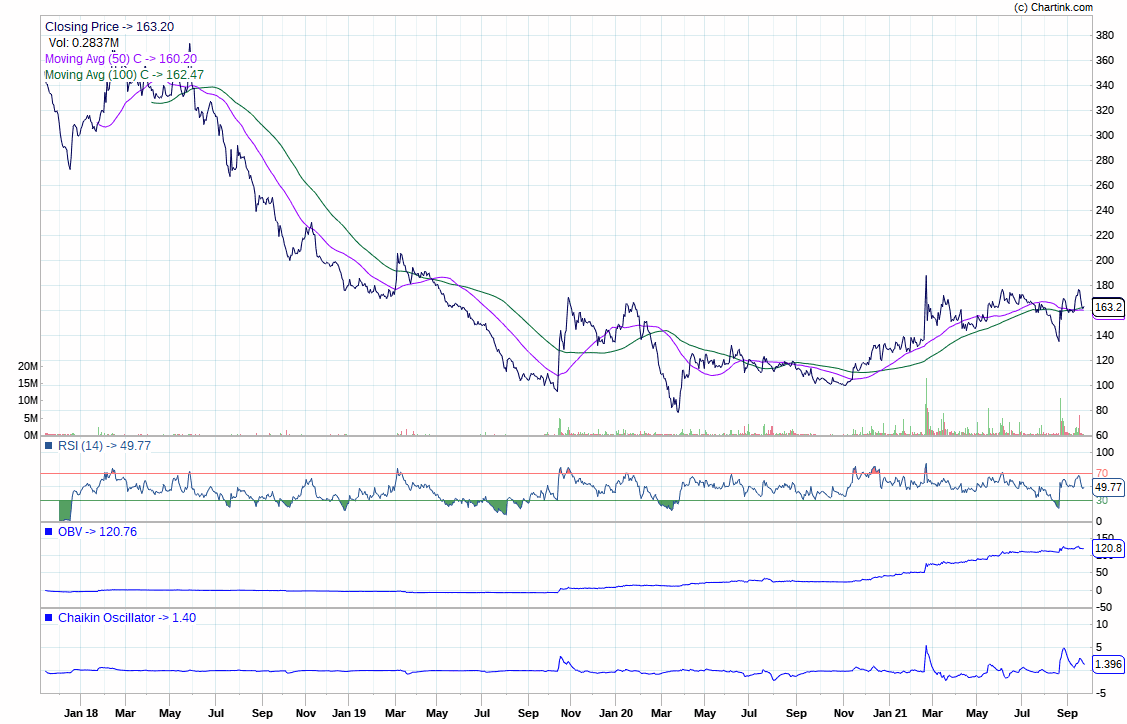 (c) Chartink.com
Closing Price -> 163.20
Vol: 0.2837M
Moving Avg (50) C -> 160.20
Moving Avg (100) C -> 162.47
380
360
340
320
300
280
260
240
220
200
180
163.2
140
120
100
80
60
20M
15M
10M
5M
0M
RSI (14) -> 49.77
100
70
49.77
30
0
OBV -> 120.76
150
120.8
50
0
-50
Chaikin Oscillator -> 1.40
10
5
1.396
-5
Jan 18 Mar May Jul Sep Nov Jan 19 Mar May Jul Sep Nov Jan 20 Mar May Jul Sep Nov Jan 21 Mar May Jul Sep